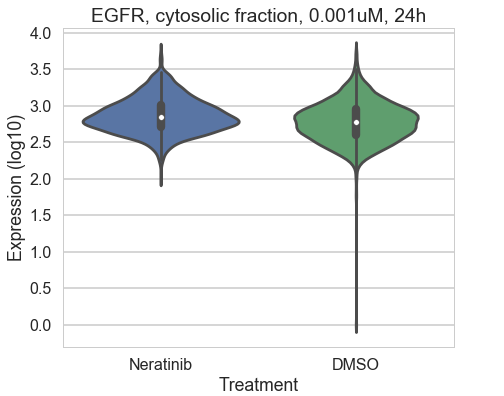 EGFR, cytosolic fraction, 0.001uM, 24h
Expression (log10)
4.0
3.5
3.0
2.5
2.0
1.5
1.0
0.5
0.0
Neratinib
DMSO
Treatment